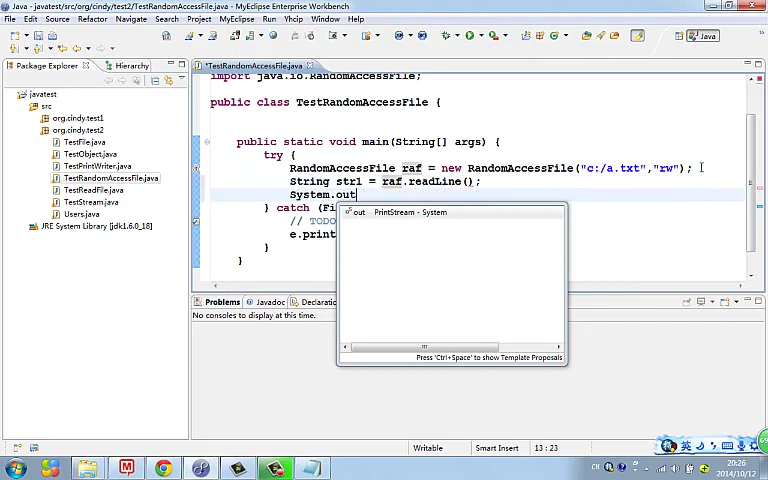 Java - javatest/src/org/cindy/test2/TestRandomAccessFile.java - MyEclipse Enterprise Workbench
File Edit Source Refactor Navigate Search Project MyEclipse Run Ychip Window Help
Java
Package Explorer Hierarchy
javatest
src
org.cindy.test1
org.cindy.test2
TestFile.java
TestObject.java
TestPrintWriter.java
TestRandomAccessFile.java
TestReadFile.java
TestStream.java
Users.java
JRE System Library [jdk1.6.0_18]
*TestRandomAccessFile.java
import java.io.RandomAccessFile;
public class TestRandomAccessFile {
public static void main(String[] args) {
try {
RandomAccessFile raf = new RandomAccessFile("c:/a.txt","rw");
String str1 = raf.readLine();
System.out
} catch (Fi
// TODO
e.print
}
}
out PrintStream - System
Press 'Ctrl+Space' to show Template Proposals
Problems Javadoc Declaratio
No consoles to display at this time.
Writable Smart Insert 13 : 23
英
CH
20:26
2014/10/12